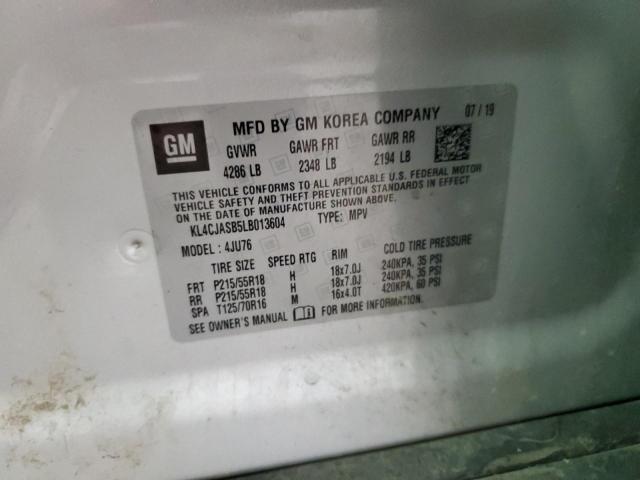 GM
MFD BY GM KOREA COMPANY 07 / 19
GVWR GAWR FRT GAWR RR
4286 LB 2348 LB 2194 LB
THIS VEHICLE CONFORMS TO ALL APPLICABLE U.S. FEDERAL MOTOR
VEHICLE SAFETY AND THEFT PREVENTION STANDARDS IN EFFECT
ON THE DATE OF MANUFACTURE SHOWN ABOVE.
KL4CJASB5LB013604 TYPE: MPV
MODEL : 4JU76
TIRE SIZE SPEED RTG RIM COLD TIRE PRESSURE
FRT P215/55R18 H 18x7.0J 240KPA, 35 PSI
RR P215/55R18 H 18x7.0J 240KPA, 35 PSI
SPA T125/70R16 M 16x4.0T 420KPA, 60 PSI
SEE OWNER'S MANUAL FOR MORE INFORMATION.